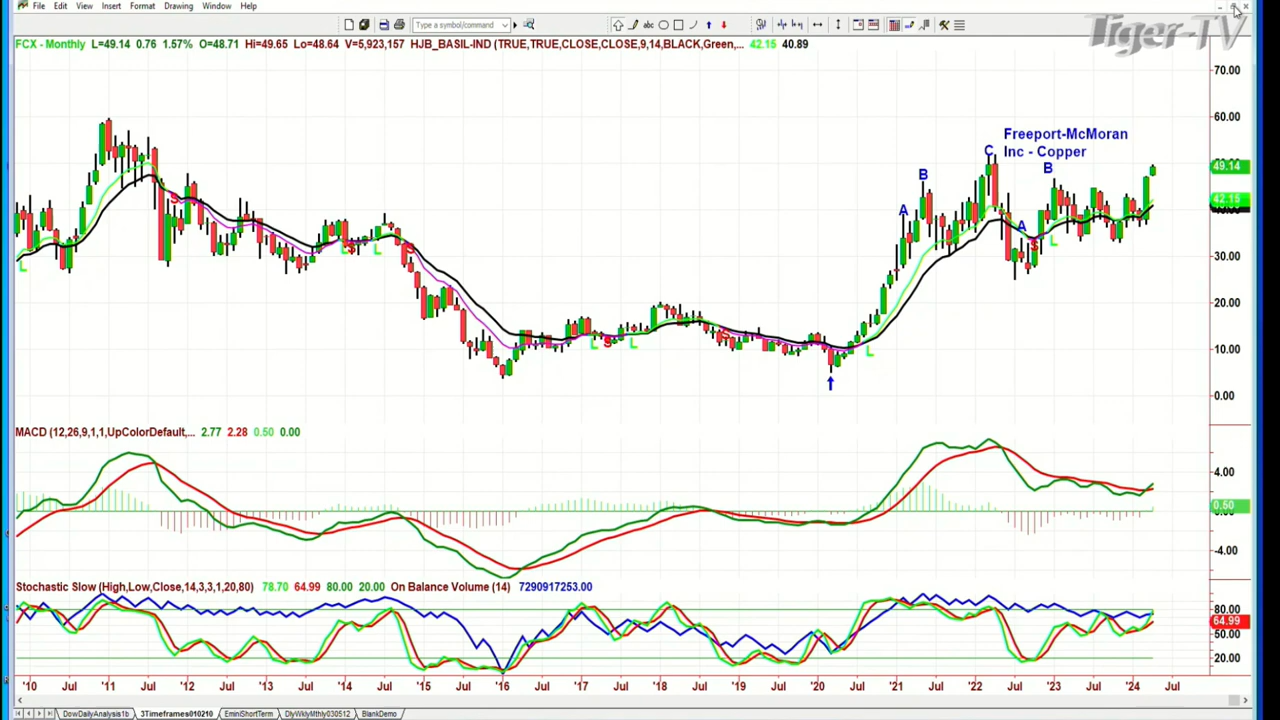 File Edit View Insert Format Drawing Window Help
Type a symbol/command
Tiger-TV
FCX - Monthly L=49.14 0.76 1.57% O=48.71 Hi=49.65 Lo=48.64 V=5,923,157 HJB_BASIL-IND (TRUE,TRUE,CLOSE,CLOSE,9,14,BLACK,Green,... 42.15 40.89
70.00
60.00
Freeport-McMoran
Inc - Copper
C
B
B
49.14
42.15
A
A
S
S
S
S
S
S
L
L
L
L
L
L
L
30.00
20.00
10.00
0.00
MACD (12,26,9,1,1,UpColorDefault,... 2.77 2.28 0.50 0.00
4.00
0.50
-4.00
Stochastic Slow (High,Low,Close,14,3,3,1,20,80) 78.70 64.99 80.00 20.00 On Balance Volume (14) 7290917253.00
80.00
64.99
50.00
20.00
'10 Jul '11 Jul '12 Jul '13 Jul '14 Jul '15 Jul '16 Jul '17 Jul '18 Jul '19 Jul '20 Jul '21 Jul '22 Jul '23 Jul '24 Jul
DowDailyAnalysis1b 3Timeframes010210 EminiShortTerm DlyWklyMthly030512 BlankDemo